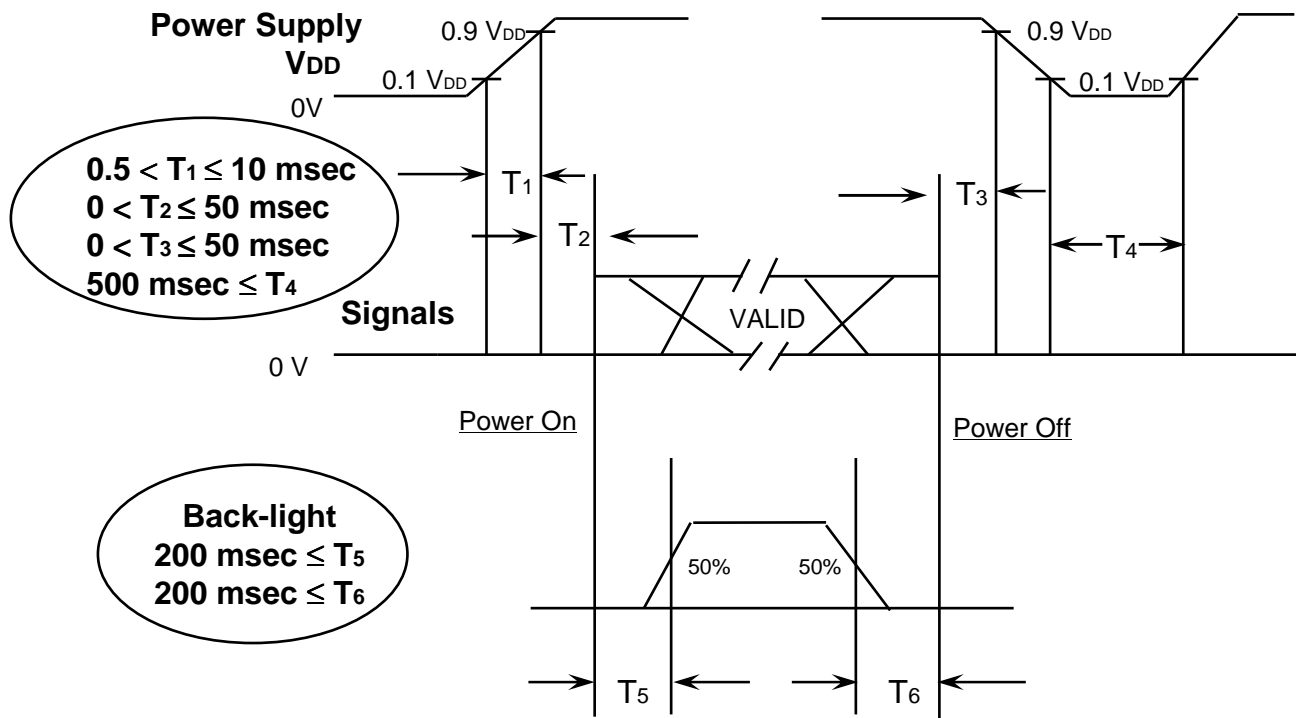 Power Supply
VDD
0.9 VDD
0.1 VDD
0V
0.9 VDD
0.1 VDD
0.5 < T1 ≤ 10 msec
0 < T2 ≤ 50 msec
0 < T3 ≤ 50 msec
500 msec ≤ T4
T1
T2
T3
T4
Signals
VALID
0 V
Power On
Power Off
Back-light
200 msec ≤ T5
200 msec ≤ T6
50%
50%
T5
T6